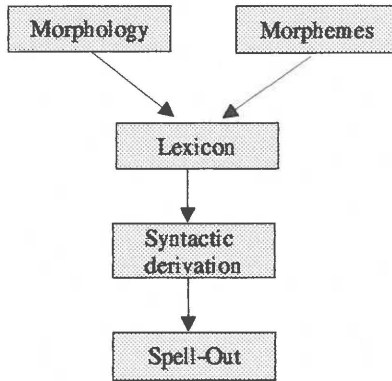 Morphology
Morphemes
Lexicon
Syntactic
derivation
Spell-Out